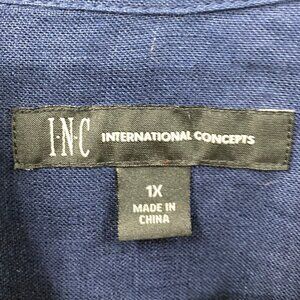 I·N·C INTERNATIONAL CONCEPTS
1X
MADE IN
CHINA